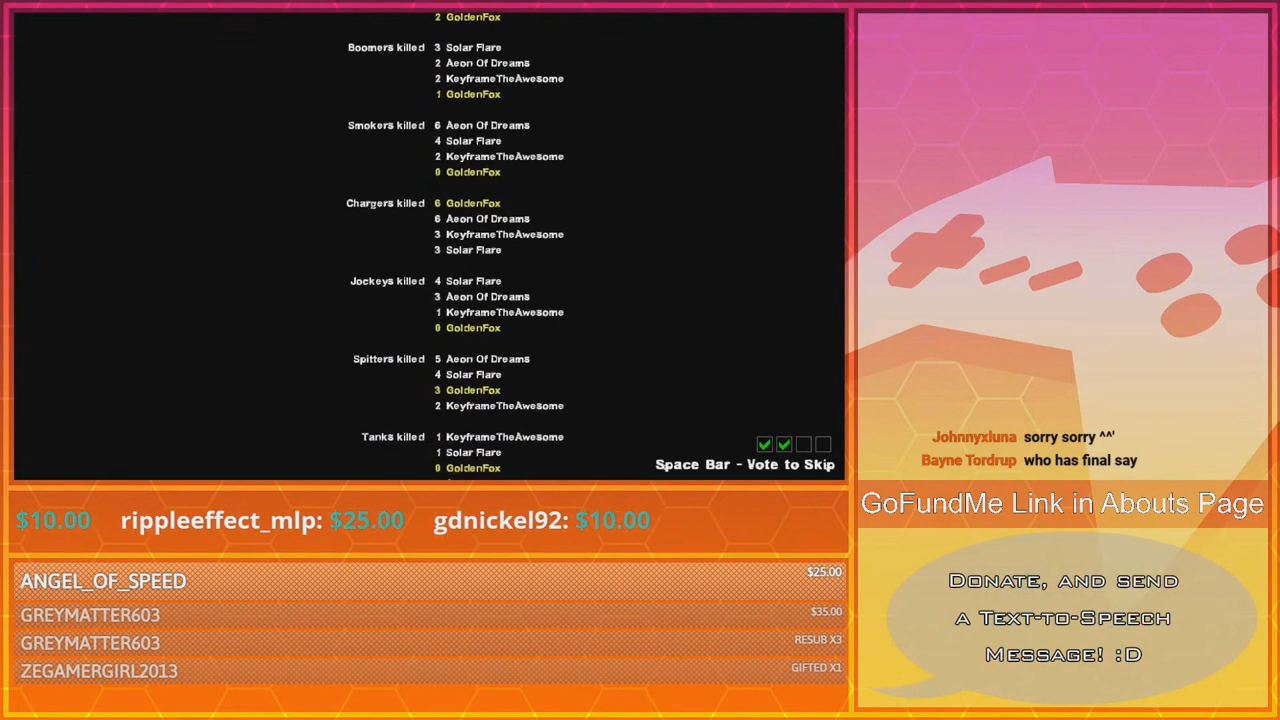 2 GoldenFox
Boomers killed 3 Solar Flare
2 Aeon Of Dreams
2 KeyframeTheAwesome
1 GoldenFox
Smokers killed 6 Aeon Of Dreams
4 Solar Flare
2 KeyframeTheAwesome
0 GoldenFox
Chargers killed 6 GoldenFox
6 Aeon Of Dreams
3 KeyframeTheAwesome
3 Solar Flare
Jockeys killed 4 Solar Flare
3 Aeon Of Dreams
1 KeyframeTheAwesome
0 GoldenFox
Spitters killed 5 Aeon Of Dreams
4 Solar Flare
3 GoldenFox
2 KeyframeTheAwesome
Tanks killed 1 KeyframeTheAwesome
1 Solar Flare
0 GoldenFox
Space Bar - Vote to Skip
Johnnyxluna sorry sorry ^^'
Bayne Tordrup who has final say
GoFundMe Link in Abouts Page
$10.00 rippleeffect_mlp: $25.00 gdnickel92: $10.00
ANGEL_OF_SPEED $25.00
GREYMATTER603 $35.00
GREYMATTER603 RESUB X3
ZEGAMERGIRL2013 GIFTED X1
Donate, and send
a Text-to-Speech
Message! :D